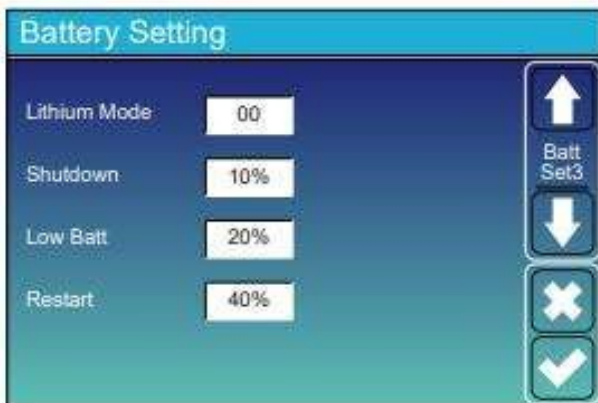 Battery Setting
Lithium Mode 00
Shutdown 10%
Low Batt 20%
Restart 40%
Batt
Set3